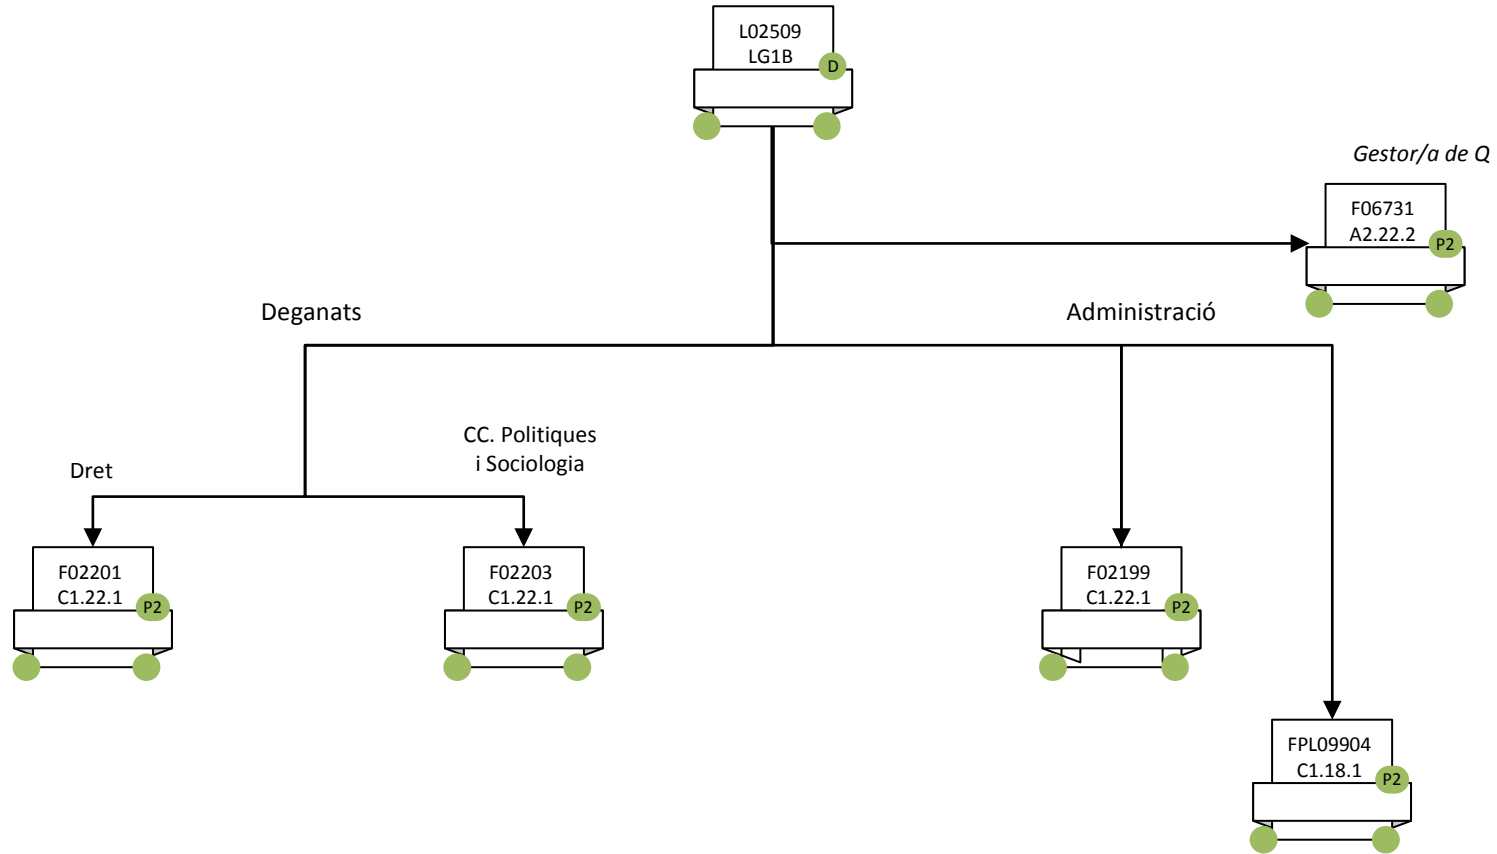 L02509
LG1B
D
Gestor/a de Q
F06731
A2.22.2
P2
Deganats
Administració
CC. Politiques
i Sociologia
Dret
F02201
C1.22.1
P2
F02203
C1.22.1
P2
F02199
C1.22.1
P2
FPL09904
C1.18.1
P2